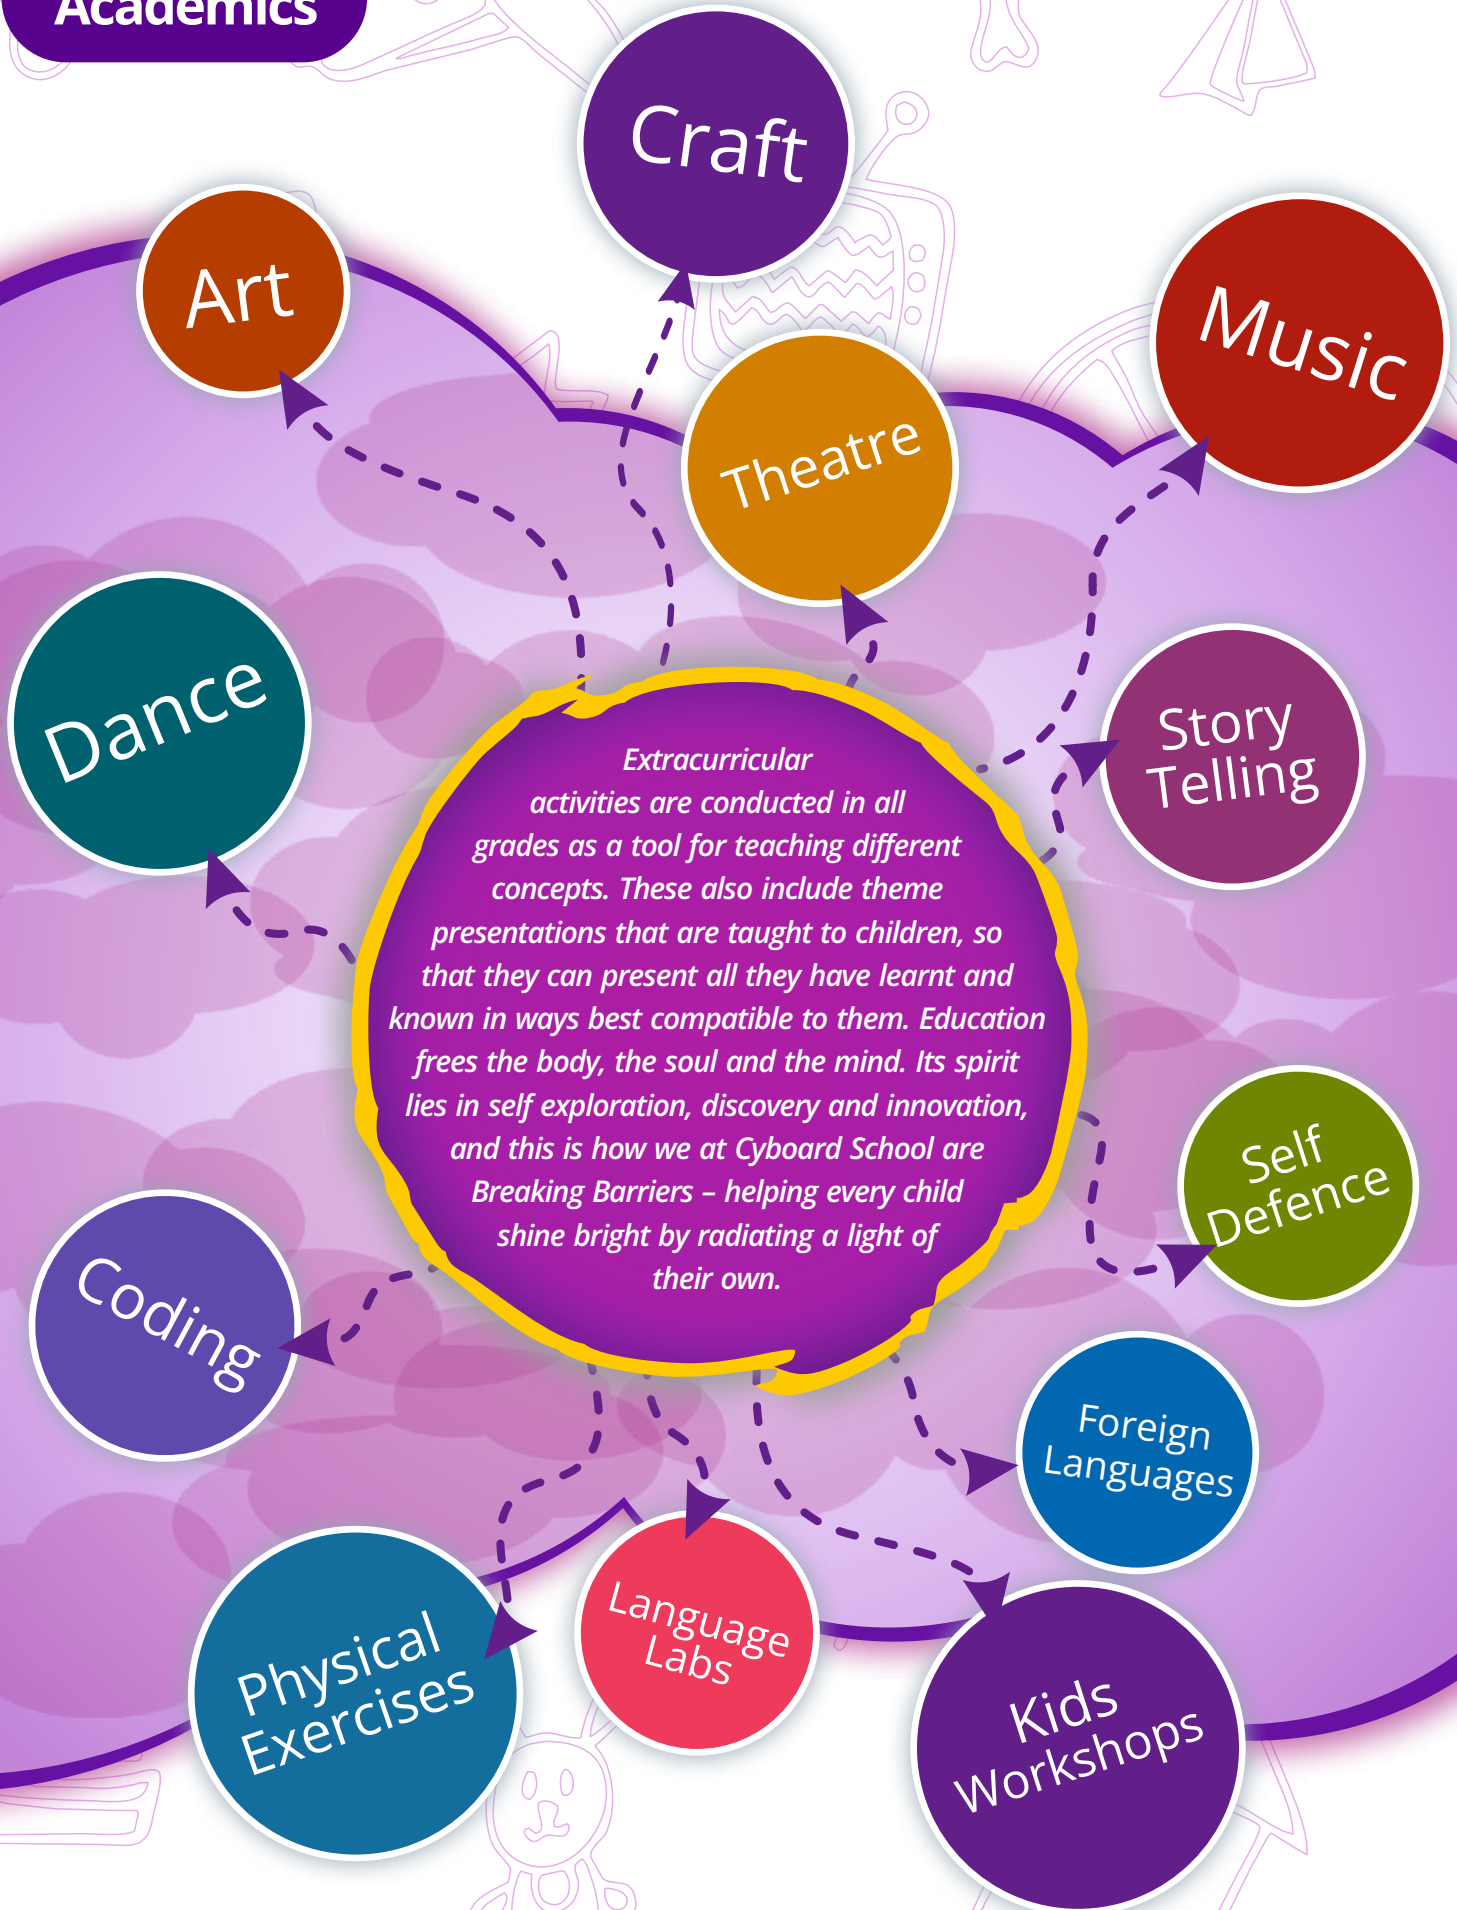 Academics
Craft
Art
Music
Theatre
Dance
Story
Telling
Extracurricular
activities are conducted in all
grades as a tool for teaching different
concepts. These also include theme
presentations that are taught to children, so
that they can present all they have learnt and
known in ways best compatible to them. Education
frees the body, the soul and the mind. Its spirit
lies in self exploration, discovery and innovation,
and this is how we at Cyboard School are
Breaking Barriers – helping every child
shine bright by radiating a light of
their own.
Self
Defence
Coding
Foreign
Languages
Physical
Exercises
Language
Labs
Kids
Workshops